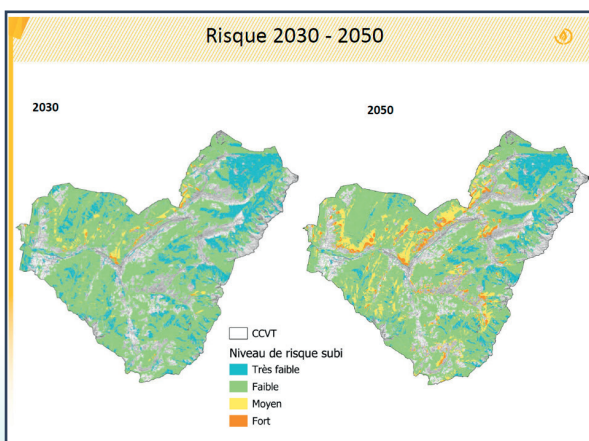 Risque 2030 - 2050
2030
2050
CCVT
Niveau de risque subi
Très faible
Faible
Moyen
Fort